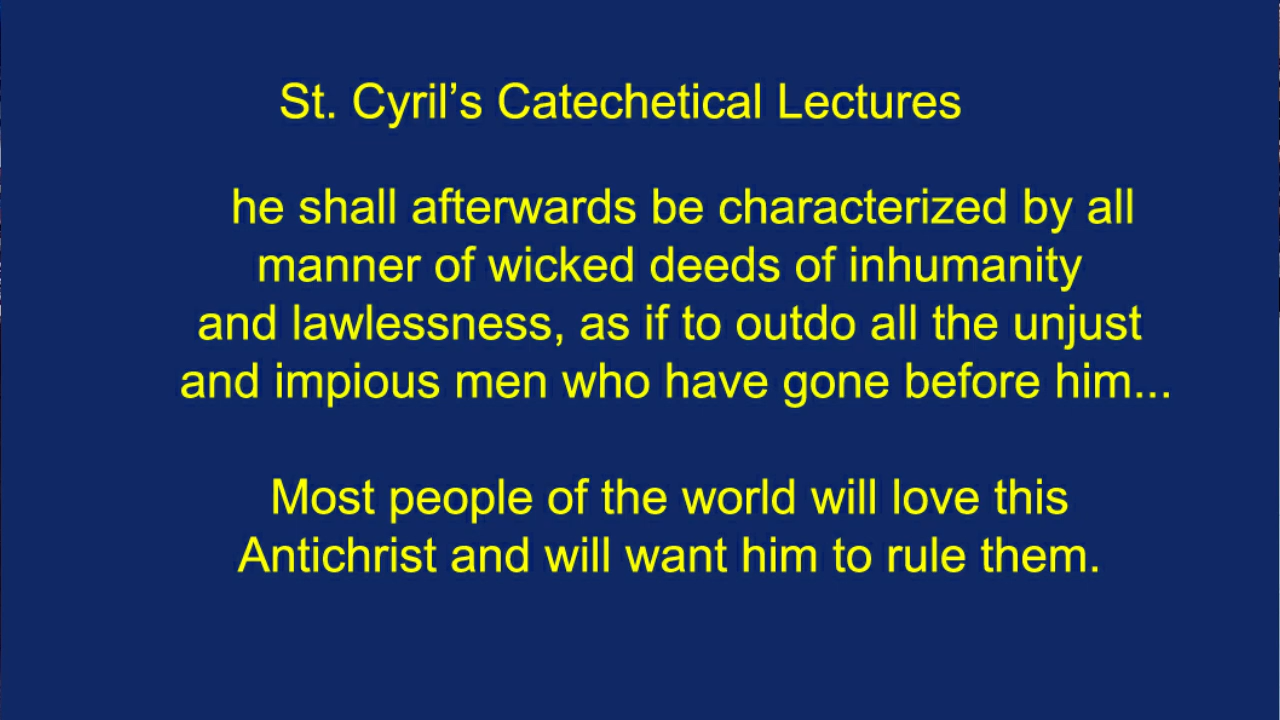 St. Cyril’s Catechetical Lectures
he shall afterwards be characterized by all
manner of wicked deeds of inhumanity
and lawlessness, as if to outdo all the unjust
and impious men who have gone before him...
Most people of the world will love this
Antichrist and will want him to rule them.